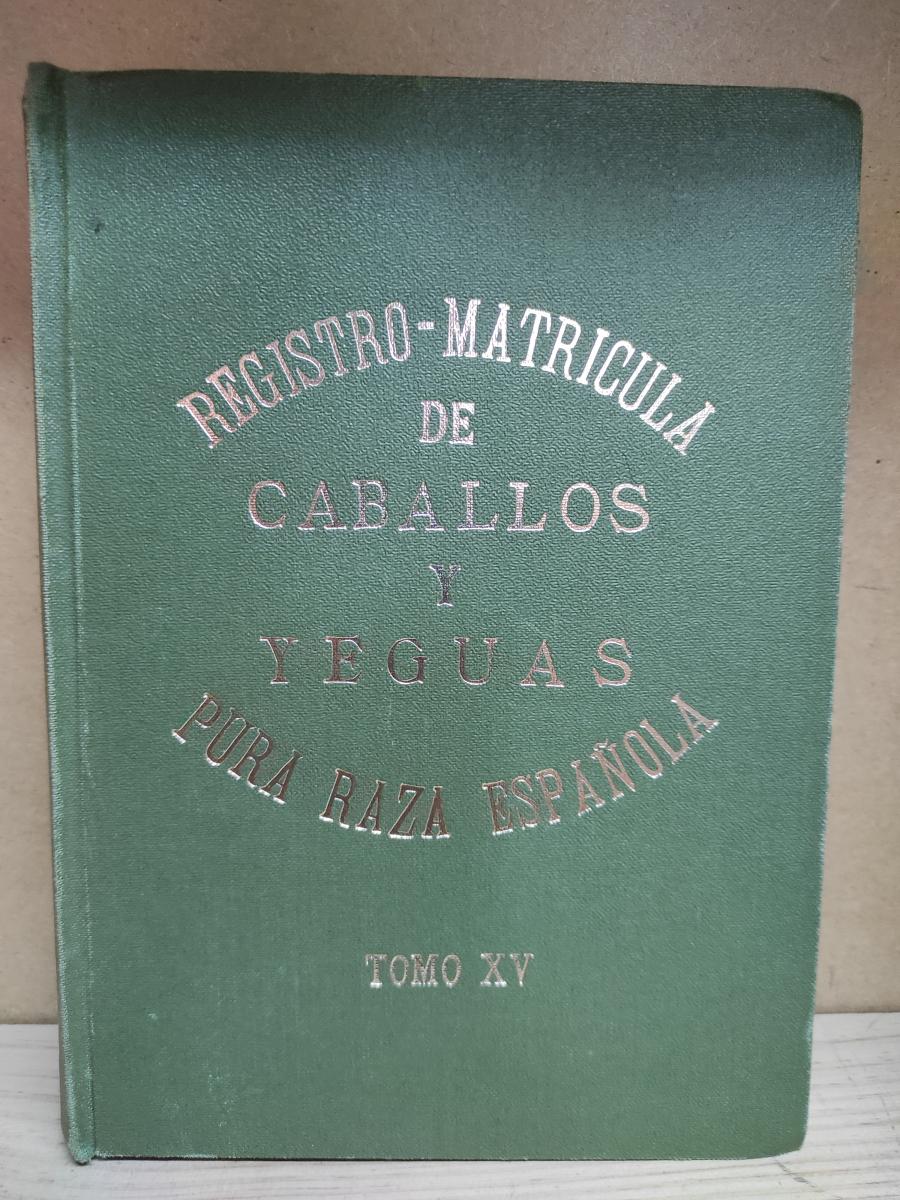 REGISTRO-MATRICULA
DE
CABALLOS
Y
YEGUAS
PURA RAZA ESPAÑOLA
TOMO XV